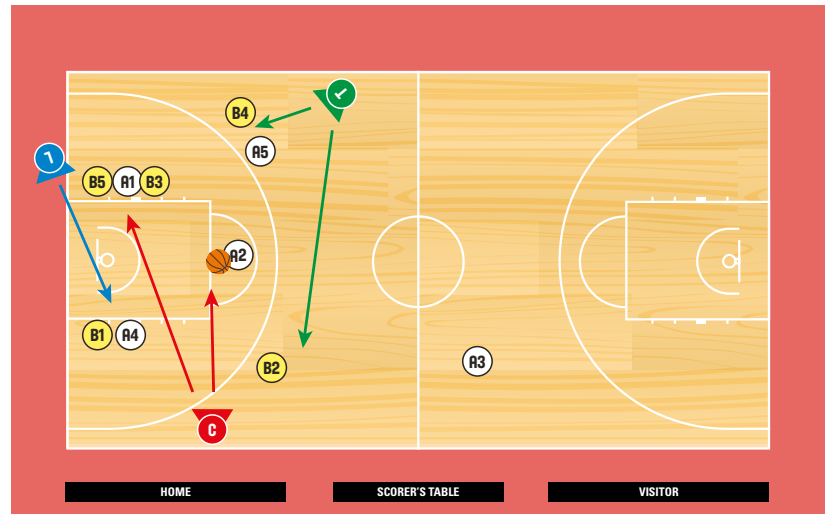 T
B4
A5
L
B5 A1 B3
A2
B1 A4
B2
A3
C
HOME
SCORER'S TABLE
VISITOR